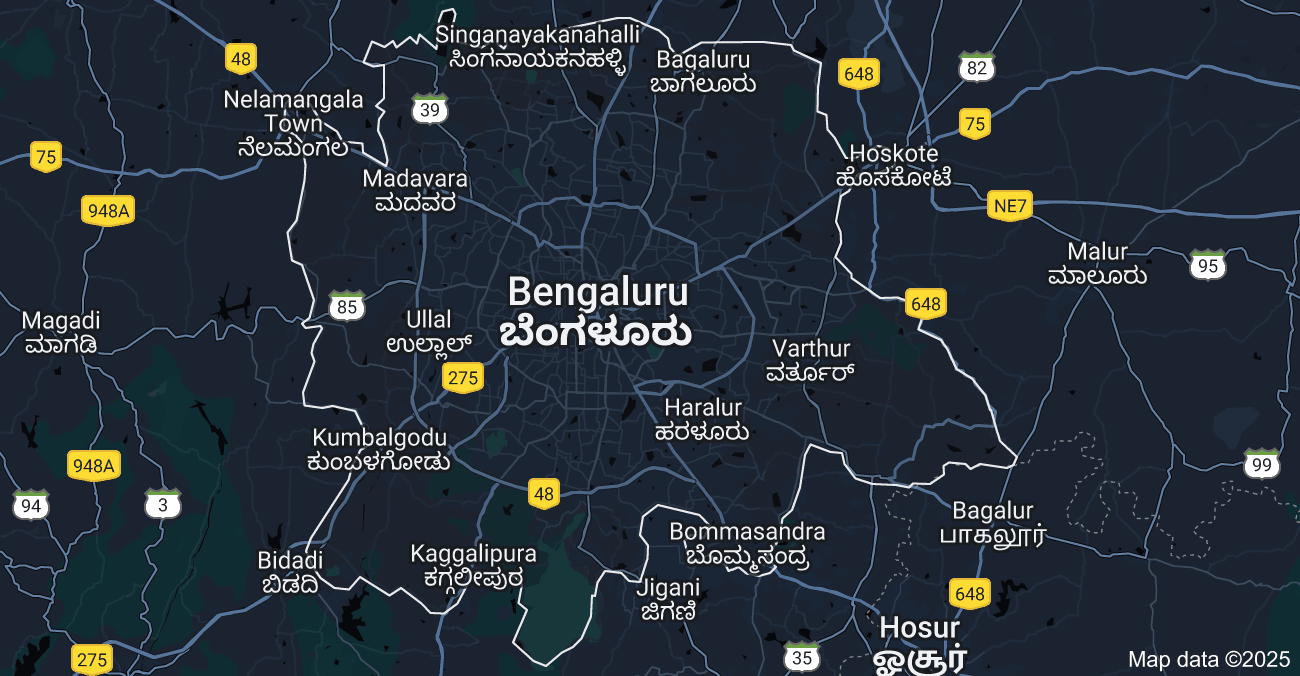 Singanayakanahalli
ಸಿಂಗನಾಯಕನಹಳ್ಳಿ
Bagaluru
ಬಾಗಲೂರು
48
648
82
Nelamangala
Town
ನೆಲಮಂಗಲ
39
75
75
Hoskote
ಹೊಸಕೋಟೆ
Madavara
ಮದವರ
948A
NE7
Malur
ಮಾಲೂರು
95
Bengaluru
ಬೆಂಗಳೂರು
85
648
Magadi
ಮಾಗಡಿ
Ullal
ಉಲ್ಲಾಲ್
Varthur
ವರ್ತೂರ್
275
Haralur
ಹರಳೂರು
Kumbalgodu
ಕುಂಬಳಗೋಡು
948A
99
94
3
48
Bagalur
பாகலூர்
Bommasandra
ಬೊಮ್ಮಸಂದ್ರ
Bidadi
ಬಿಡದಿ
Kaggalipura
ಕಗ್ಗಲೀಪುಠ
Jigani
ಜಿಗಣಿ
648
Hosur
ஓசூர்
275
35
Map data ©2025